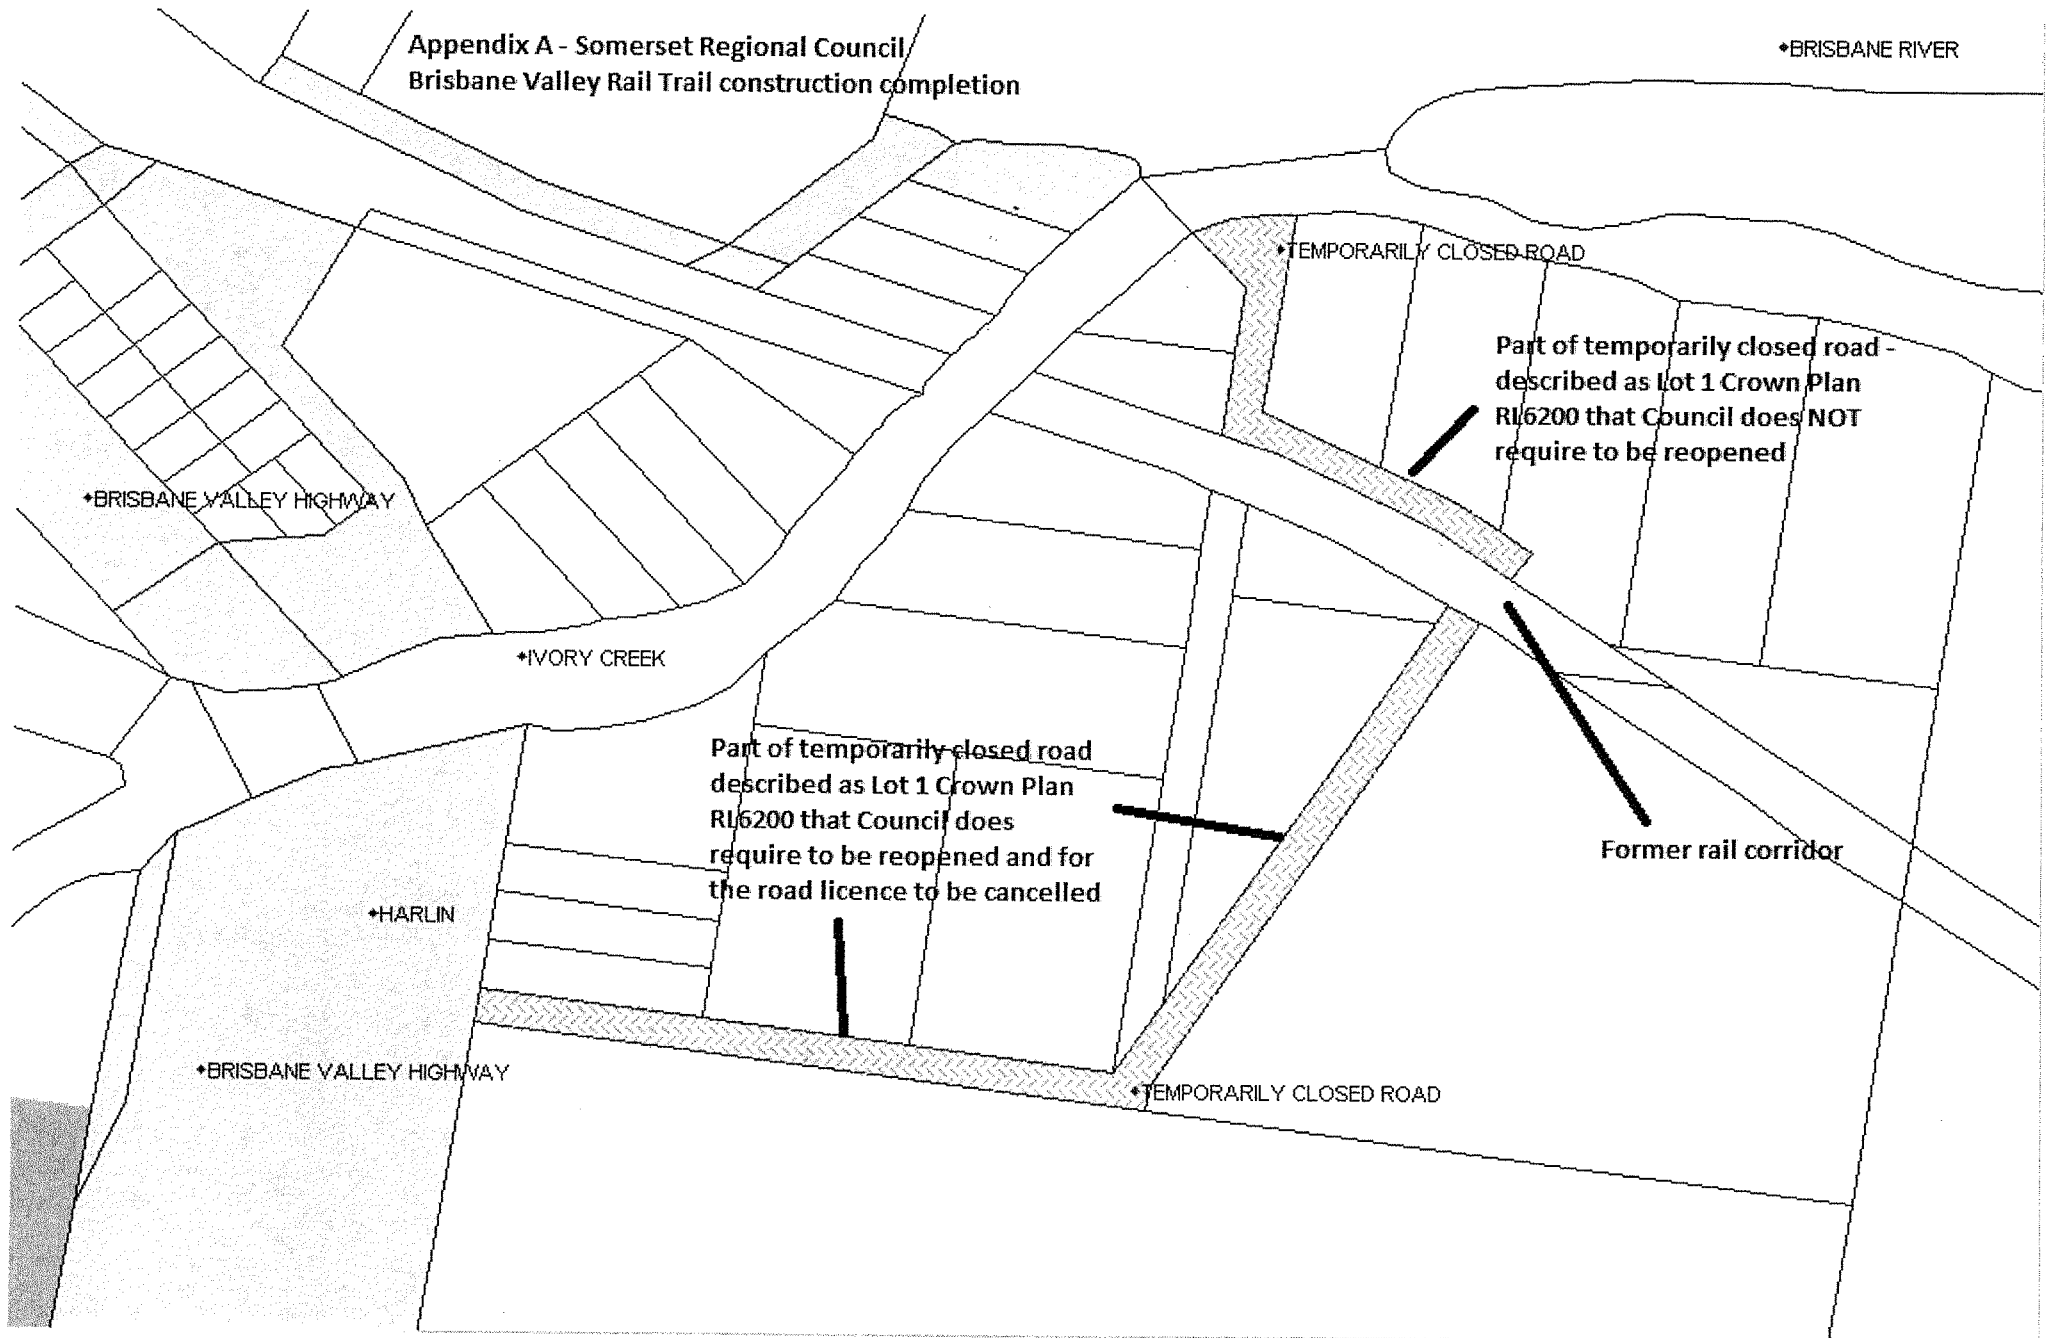 Appendix A - Somerset Regional Council
Brisbane Valley Rail Trail construction completion
BRISBANE RIVER
TEMPORARILY CLOSED ROAD
Part of temporarily closed road -
described as Lot 1 Crown Plan
RL6200 that Council does NOT
require to be reopened
BRISBANE VALLEY HIGHWAY
IVORY CREEK
Part of temporarily closed road
described as Lot 1 Crown Plan
RL6200 that Council does
require to be reopened and for
the road licence to be cancelled
Former rail corridor
HARLIN
BRISBANE VALLEY HIGHWAY
TEMPORARILY CLOSED ROAD